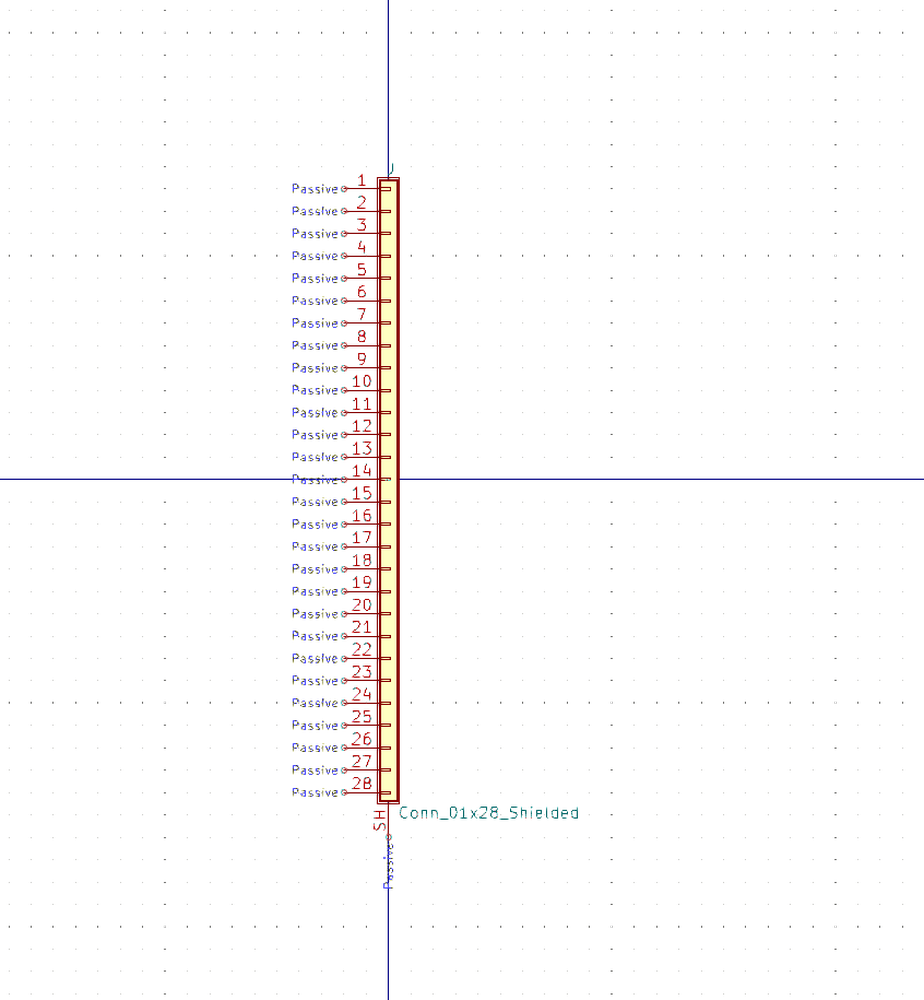 J
Passive 1
Passive 2
Passive 3
Passive 4
Passive 5
Passive 6
Passive 7
Passive 8
Passive 9
Passive 10
Passive 11
Passive 12
Passive 13
Passive 14
Passive 15
Passive 16
Passive 17
Passive 18
Passive 19
Passive 20
Passive 21
Passive 22
Passive 23
Passive 24
Passive 25
Passive 26
Passive 27
Passive 28
SH
Conn_01x28_Shielded
Passive